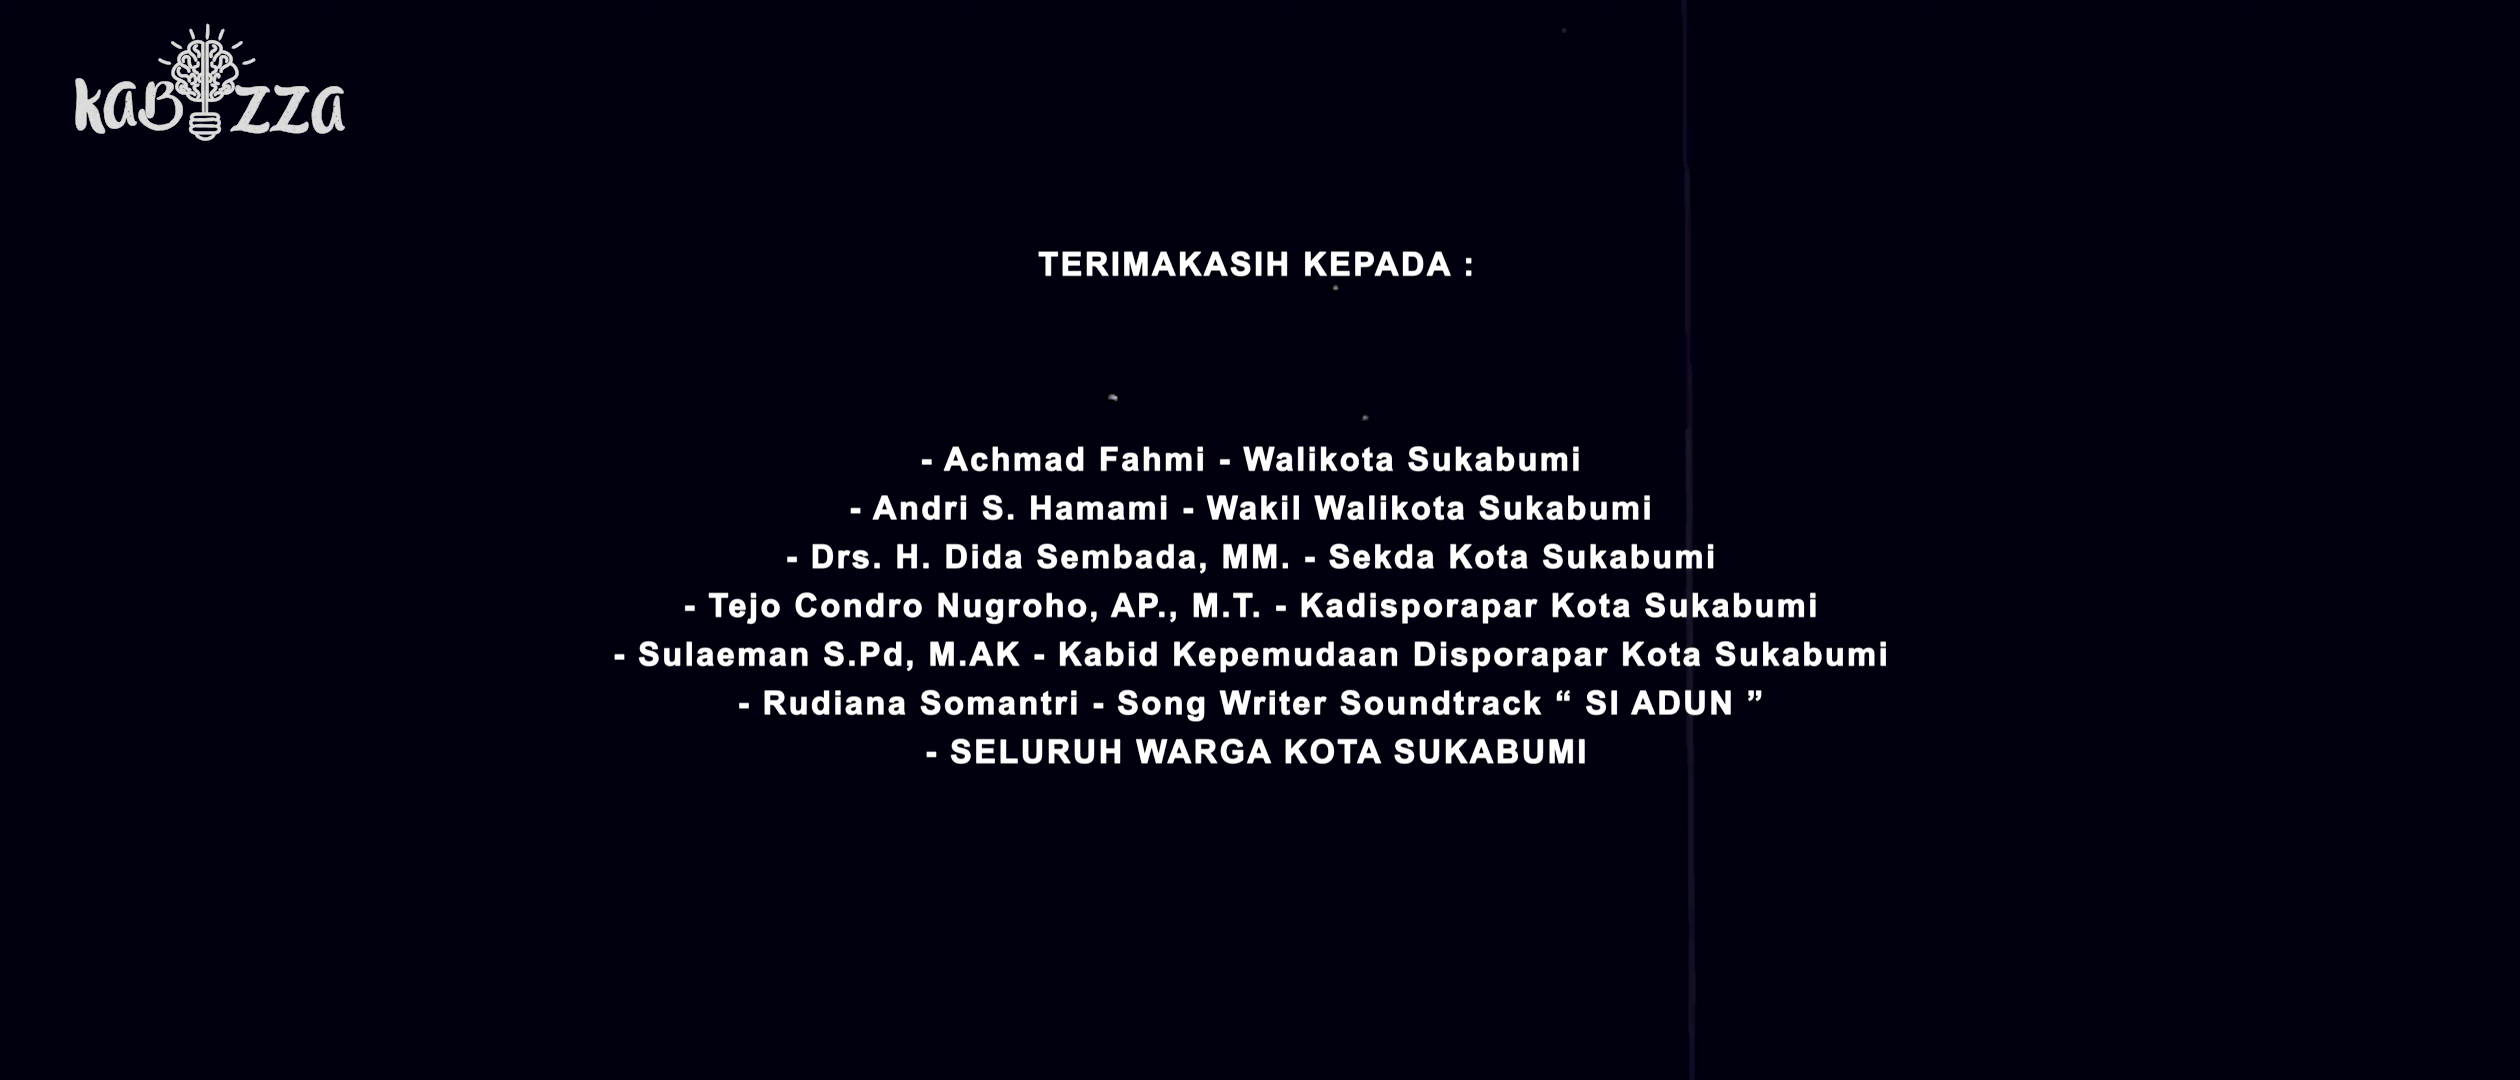 kaBizza
TERIMAKASIH KEPADA :
- Achmad Fahmi - Walikota Sukabumi
- Andri S. Hamami - Wakil Walikota Sukabumi
- Drs. H. Dida Sembada, MM. - Sekda Kota Sukabumi
- Tejo Condro Nugroho, AP., M.T. - Kadisporapar Kota Sukabumi
- Sulaeman S.Pd, M.AK - Kabid Kepemudaan Disporapar Kota Sukabumi
- Rudiana Somantri - Song Writer Soundtrack “ SI ADUN ”
- SELURUH WARGA KOTA SUKABUMI